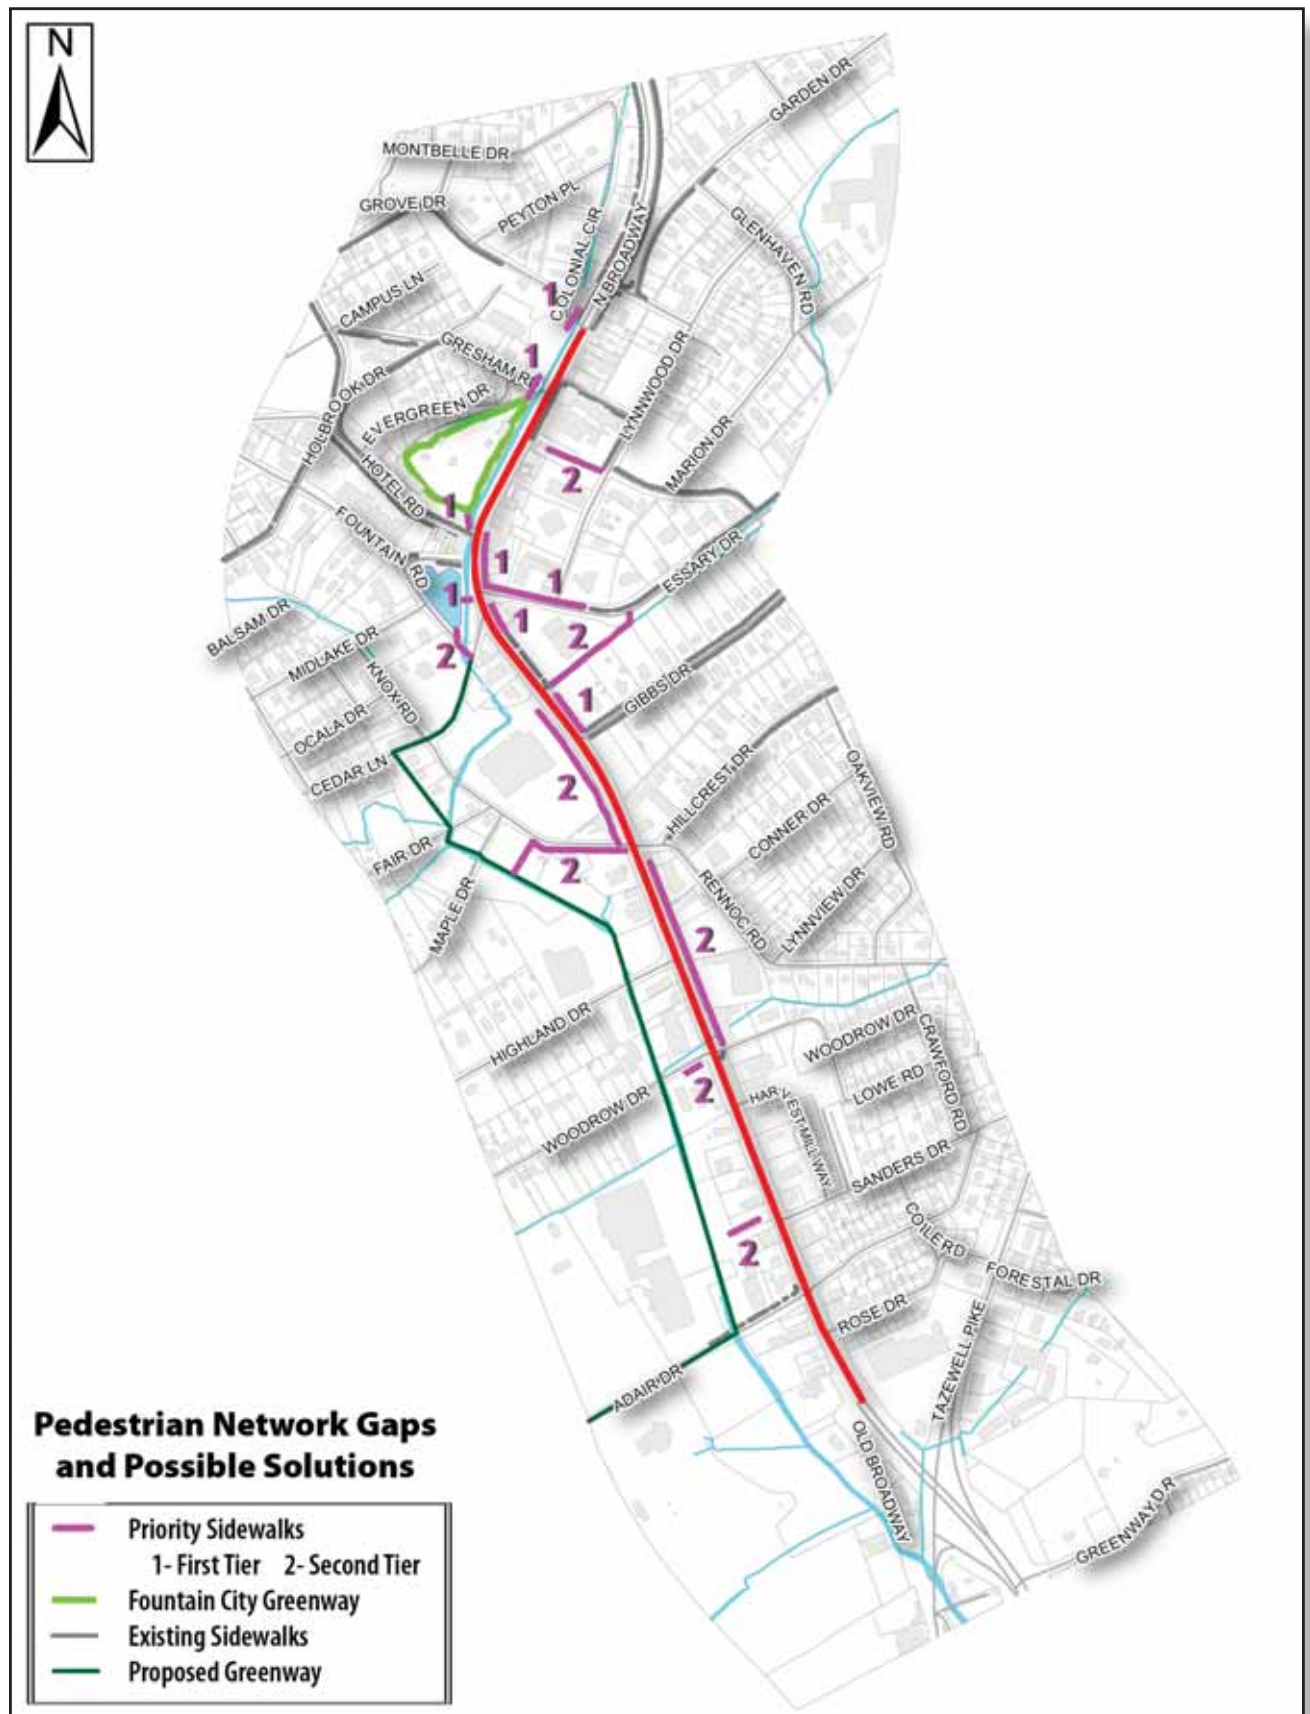 N
GARDEN DR
MONTBELLE DR
PEYTON PL
GROVE DR
COLONIAL CIR
N BROADWAY
GLENHAVEN RD
1
CAMPUS LN
1
GRESHAM RD
LYNNWOOD DR
HOLBROOK DR
EVERGREEN DR
MARION DR
HOTEL RD
2
1
FOUNTAIN RD
1
1
ESSARY DR
1
1
2
BALSAM DR
MIDLAKE DR
2
KNOX RD
1
GIBBS DR
OCALA DR
CEDAR LN
2
HILLCREST DR
OAKVIEW RD
CONNER DR
FAIR DR
2
MAPLE DR
RENNOC RD
LYNNVIEW DR
2
HIGHLAND DR
WOODROW DR
CRAWFORD RD
2
LOWE RD
WOODROW DR
HARVEST MILL WAY
SANDERS DR
2
COILE RD
FORESTAL DR
ROSE DR
TAZEWELL PIKE
ADAIR DR
OLD BROADWAY
GREENWAY DR
Pedestrian Network Gaps
and Possible Solutions
Priority Sidewalks
1- First Tier 2- Second Tier
Fountain City Greenway
Existing Sidewalks
Proposed Greenway